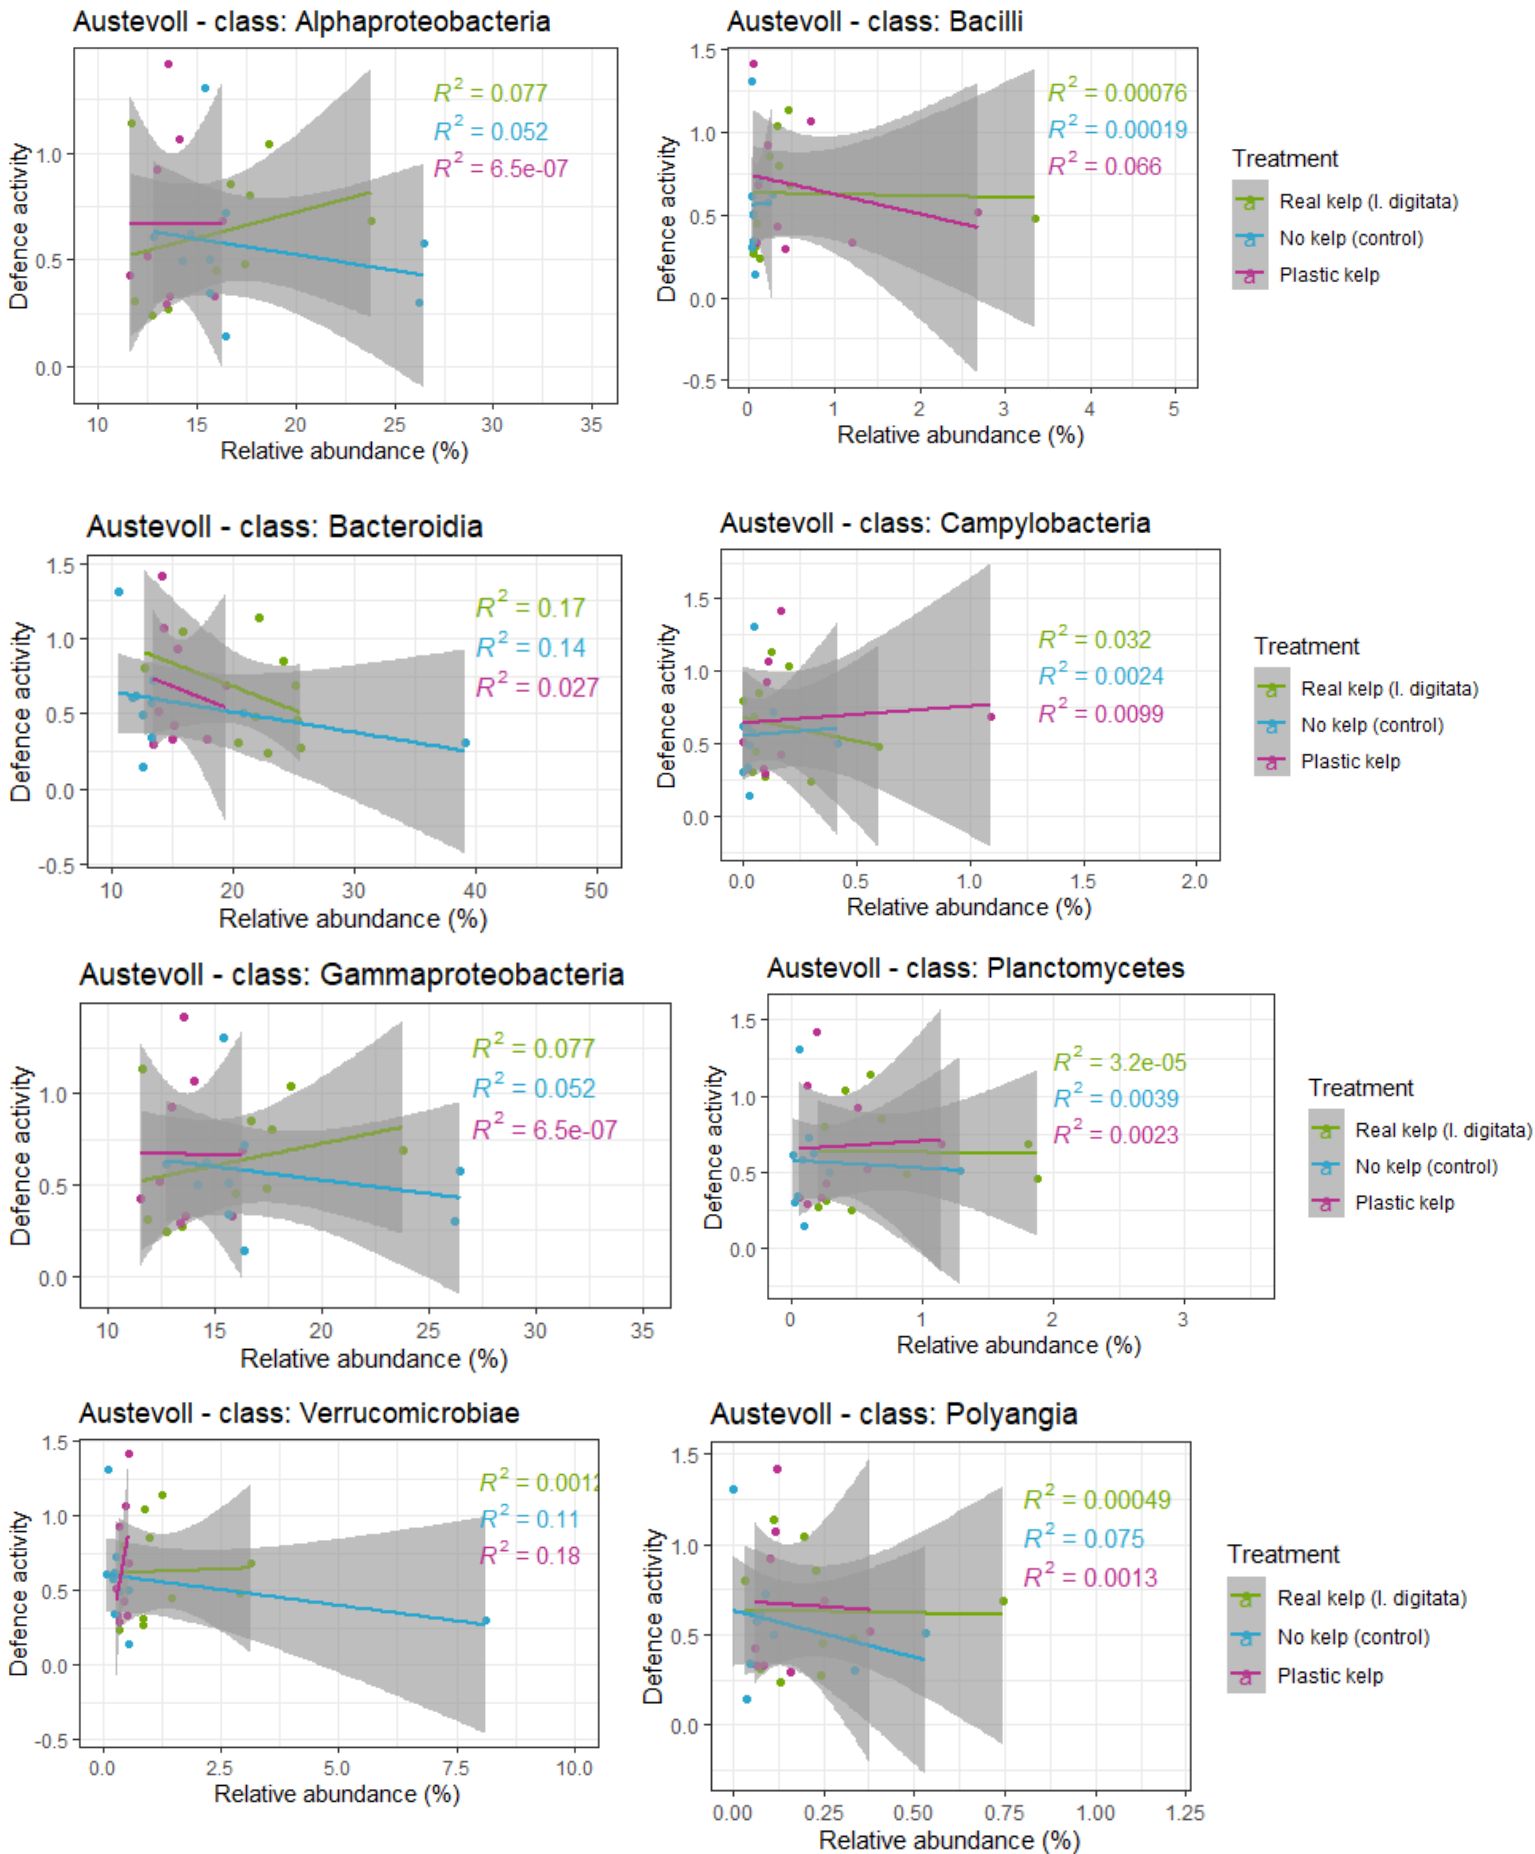 Austevoll - class: Alphaproteobacteria
Defence activity
1.0
0.5
0.0
R² = 0.077
R² = 0.052
R² = 6.5e-07
10 15 20 25 30 35
Relative abundance (%)
Austevoll - class: Bacilli
Defence activity
1.5
1.0
0.5
0.0
-0.5
R² = 0.00076
R² = 0.00019
R² = 0.066
0 1 2 3 4 5
Relative abundance (%)
Treatment
a Real kelp (l. digitata)
a No kelp (control)
a Plastic kelp
Austevoll - class: Bacteroidia
Defence activity
1.5
1.0
0.5
0.0
-0.5
R² = 0.17
R² = 0.14
R² = 0.027
10 20 30 40 50
Relative abundance (%)
Austevoll - class: Campylobacteria
Defence activity
1.5
1.0
0.5
0.0
R² = 0.032
R² = 0.0024
R² = 0.0099
0.0 0.5 1.0 1.5 2.0
Relative abundance (%)
Treatment
a Real kelp (l. digitata)
a No kelp (control)
a Plastic kelp
Austevoll - class: Gammaproteobacteria
Defence activity
1.0
0.5
0.0
R² = 0.077
R² = 0.052
R² = 6.5e-07
10 15 20 25 30 35
Relative abundance (%)
Austevoll - class: Planctomycetes
Defence activity
1.5
1.0
0.5
0.0
R² = 3.2e-05
R² = 0.0039
R² = 0.0023
0 1 2 3
Relative abundance (%)
Treatment
a Real kelp (l. digitata)
a No kelp (control)
a Plastic kelp
Austevoll - class: Verrucomicrobiae
Defence activity
1.5
1.0
0.5
0.0
-0.5
R² = 0.0012
R² = 0.11
R² = 0.18
0.0 2.5 5.0 7.5 10.0
Relative abundance (%)
Austevoll - class: Polyangia
Defence activity
1.5
1.0
0.5
0.0
R² = 0.00049
R² = 0.075
R² = 0.0013
0.00 0.25 0.50 0.75 1.00 1.25
Relative abundance (%)
Treatment
a Real kelp (l. digitata)
a No kelp (control)
a Plastic kelp